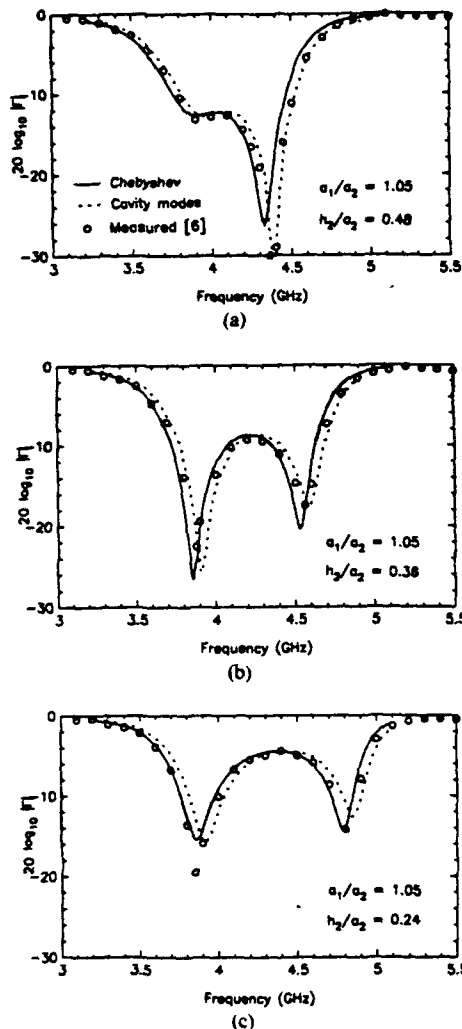 0
-10
-20
-30
20 log₁₀ |Γ|
Chebyshev
Cavity modes
Measured [6]
a₁/a₂ = 1.05
h₂/a₂ = 0.48
3 3.5 4 4.5 5 5.5
Frequency (GHz)
(a)
0
-10
-20
-30
20 log₁₀ |Γ|
a₁/a₂ = 1.05
h₂/a₂ = 0.36
3 3.5 4 4.5 5 5.5
Frequency (GHz)
(b)
0
-10
-20
-30
20 log₁₀ |Γ|
a₁/a₂ = 1.05
h₂/a₂ = 0.24
3 3.5 4 4.5 5 5.5
Frequency (GHz)
(c)